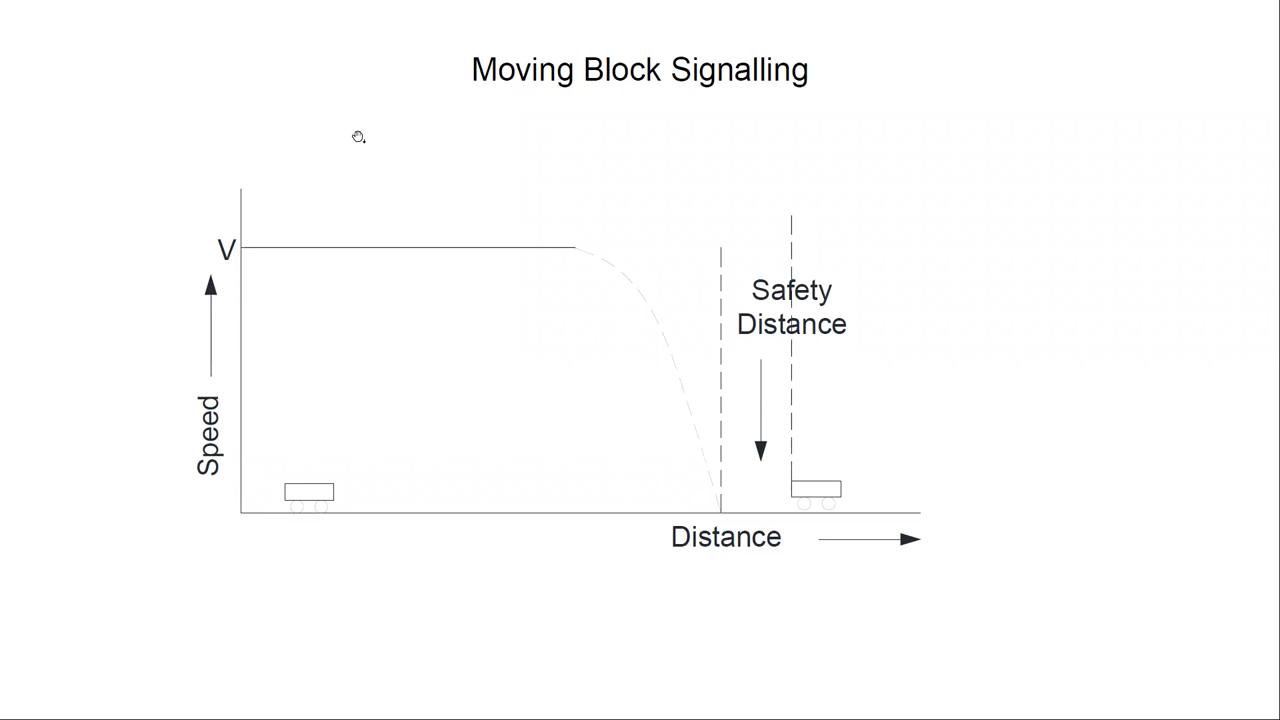 Moving Block Signalling
V
Safety
Distance
Speed
Distance